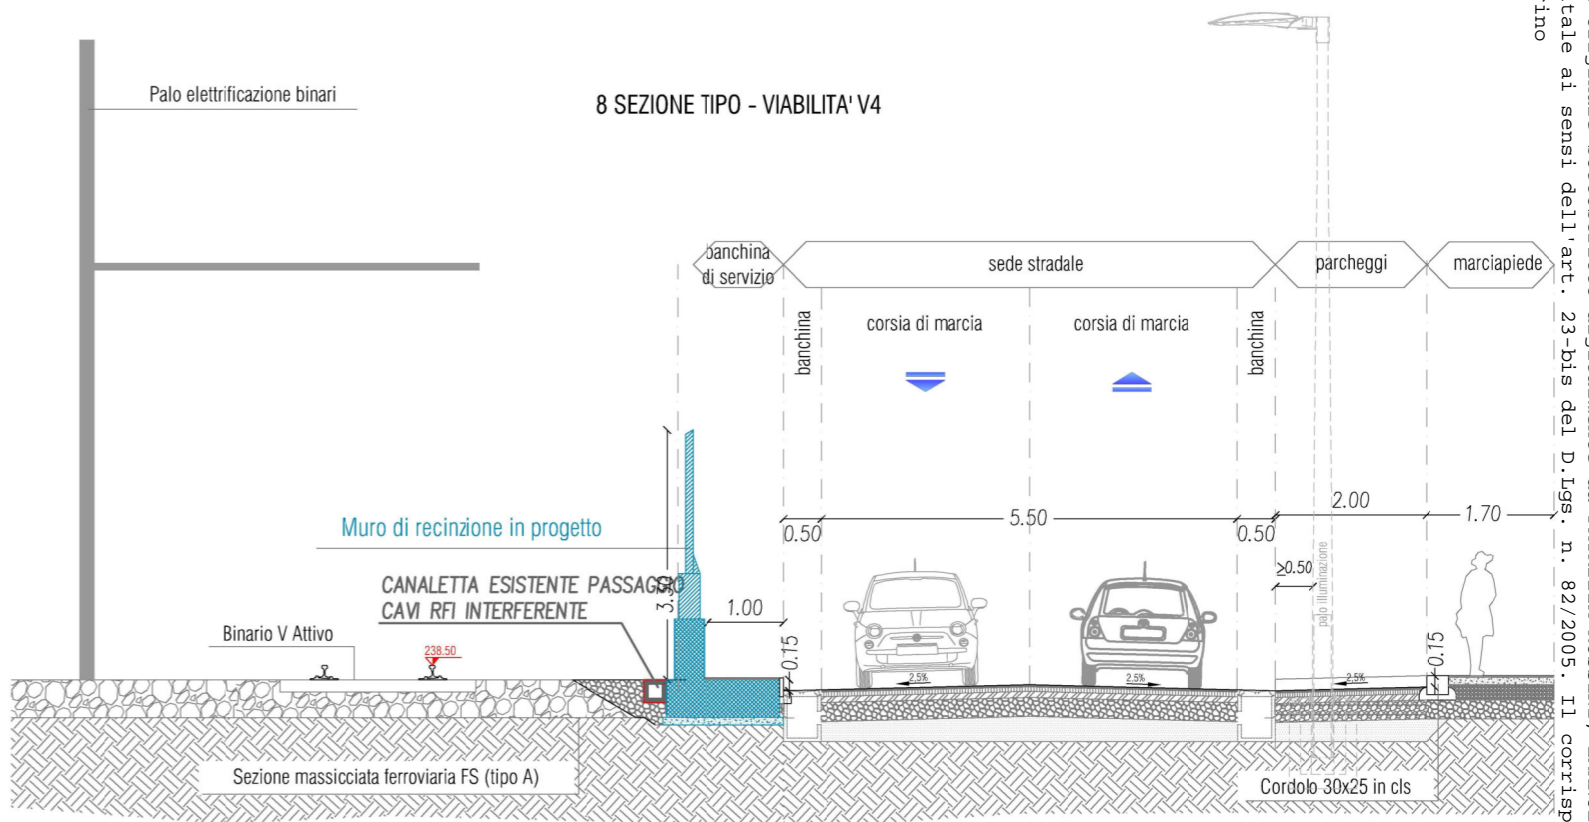 Palo elettrificazione binari
8 SEZIONE TIPO - VIABILITA' V4
banchina
di servizio
sede stradale
parcheggi
marciapiede
banchina
corsia di marcia
corsia di marcia
banchina
Muro di recinzione in progetto
CANALETTA ESISTENTE PASSAGGIO
CAVI RFI INTERFERENTE
Binario V Attivo
238.50
1.00
0.15
0.50
5.50
0.50
2.00
1.70
≥0.50
palo illuminazione
0.15
2.5%
2.5%
2.5%
Sezione massicciata ferroviaria FS (tipo A)
Cordolo 30x25 in cls
tale ai sensi dell'art. 23-bis del D.Lgs. n. 82/2005. Il corrisp
rino